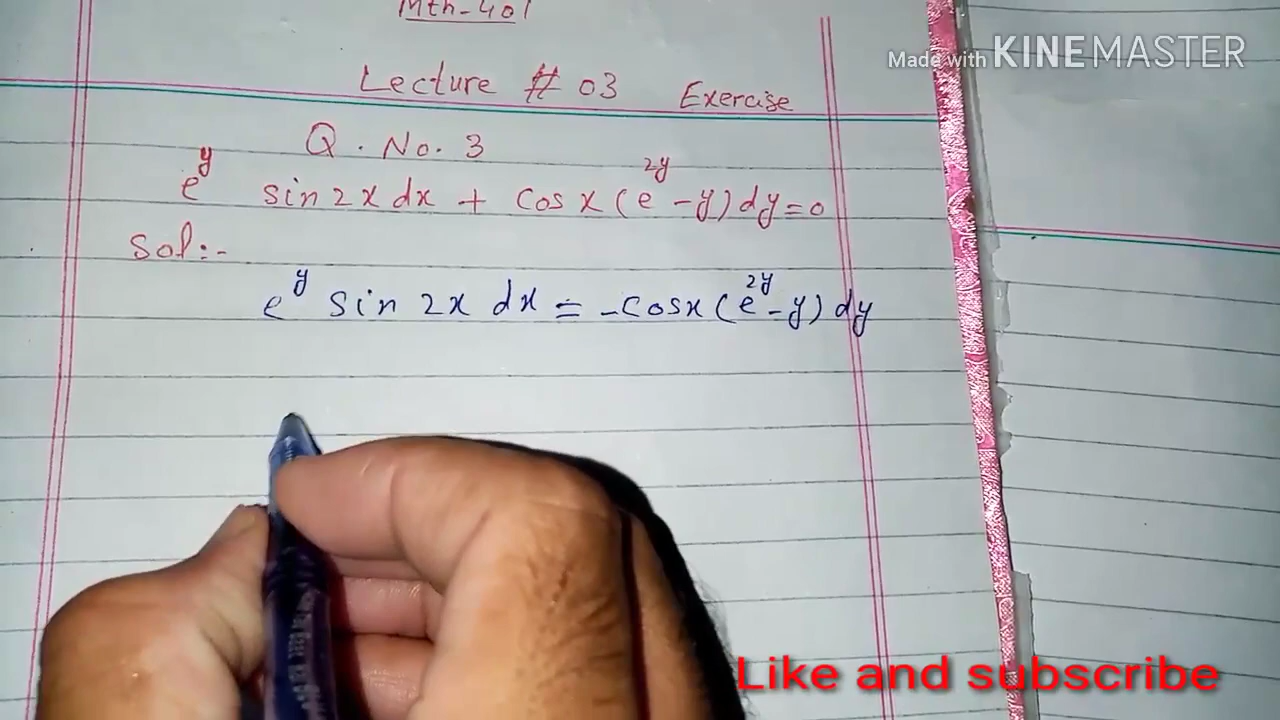 Mth-401
Made with KINEMASTER
Lecture # 03 Exercise
Q. No. 3
e^y sin 2x dx + cos x (e^2y - y) dy = 0
Sol:-
e^y sin 2x dx = -cosx (e^2y - y) dy
Like and subscribe